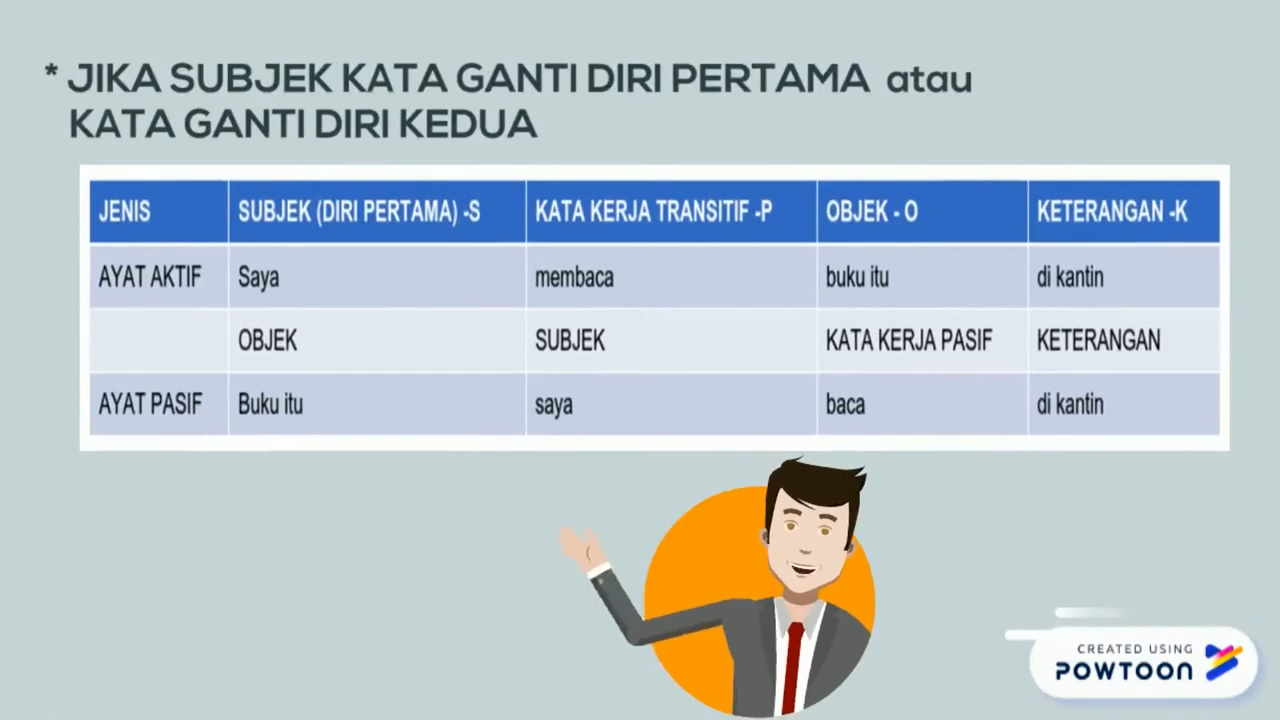 * JIKA SUBJEK KATA GANTI DIRI PERTAMA atau
KATA GANTI DIRI KEDUA
JENIS SUBJEK (DIRI PERTAMA) -S KATA KERJA TRANSITIF -P OBJEK - O KETERANGAN -K
AYAT AKTIF Saya membaca buku itu di kantin
OBJEK SUBJEK KATA KERJA PASIF KETERANGAN
AYAT PASIF Buku itu saya baca di kantin
CREATED USING
POWTOON